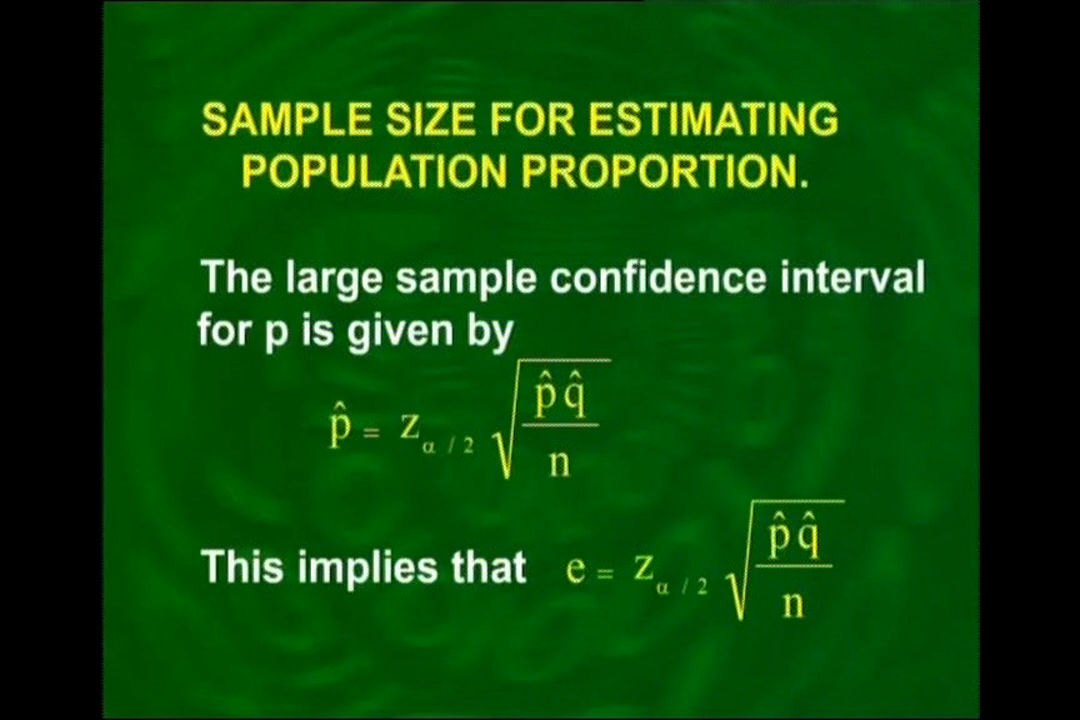 SAMPLE SIZE FOR ESTIMATING
POPULATION PROPORTION.
The large sample confidence interval
for p is given by
p̂ = z_{α / 2} √(p̂ q̂ / n)
This implies that e = z_{α / 2} √(p̂ q̂ / n)